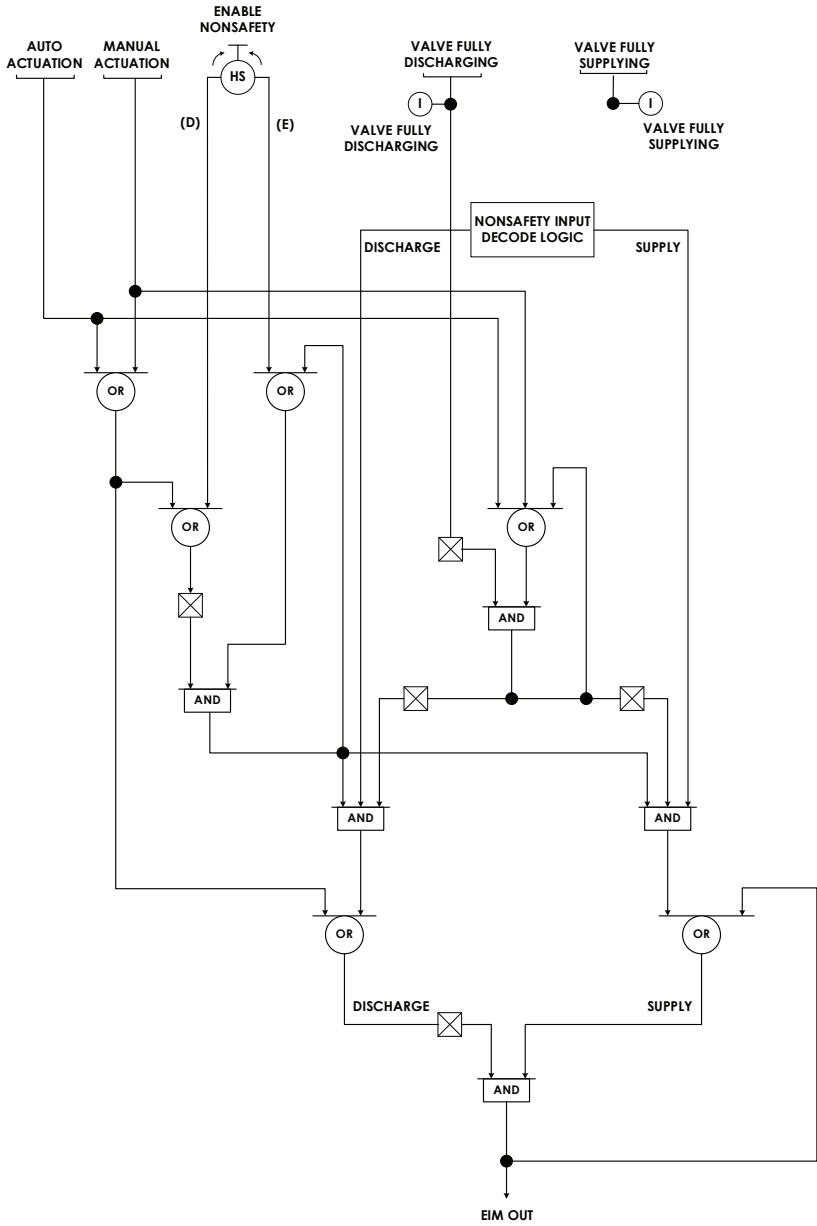 ENABLE
NONSAFETY
AUTO
ACTUATION
MANUAL
ACTUATION
HS
VALVE FULLY
DISCHARGING
VALVE FULLY
SUPPLYING
I
I
(D)
(E)
VALVE FULLY
DISCHARGING
VALVE FULLY
SUPPLYING
NONSAFETY INPUT
DECODE LOGIC
DISCHARGE
SUPPLY
OR
OR
OR
OR
AND
AND
AND
AND
OR
OR
DISCHARGE
SUPPLY
AND
EIM OUT